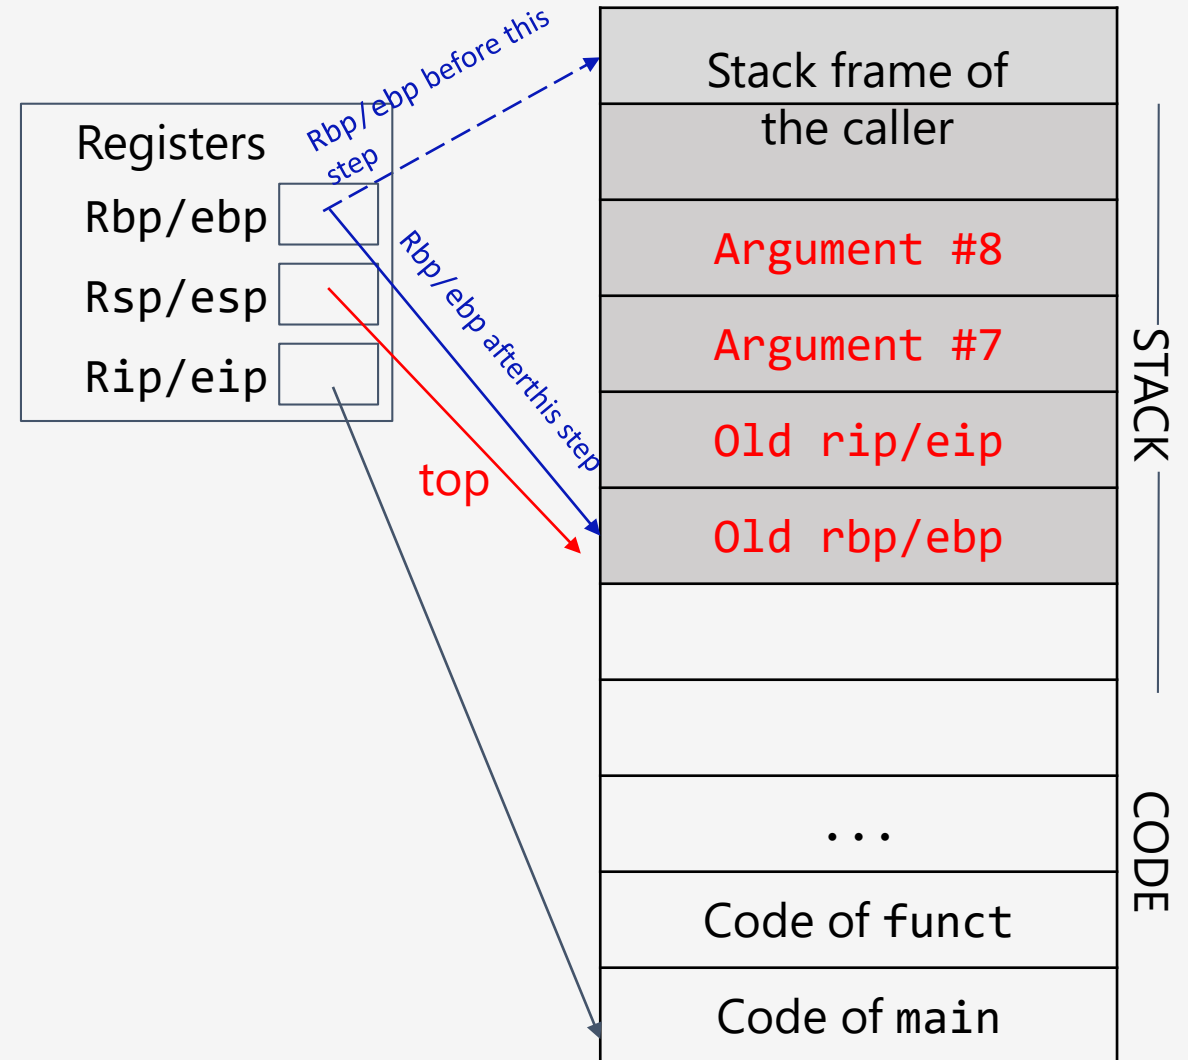 Rbp/ebp before this
step
Registers
Rbp/ebp
Rsp/esp
Rip/eip
Rbp/ebp afterthis step
top
Stack frame of
the caller
Argument #8
Argument #7
Old rip/eip
Old rbp/ebp
...
Code of funct
Code of main
STACK
CODE